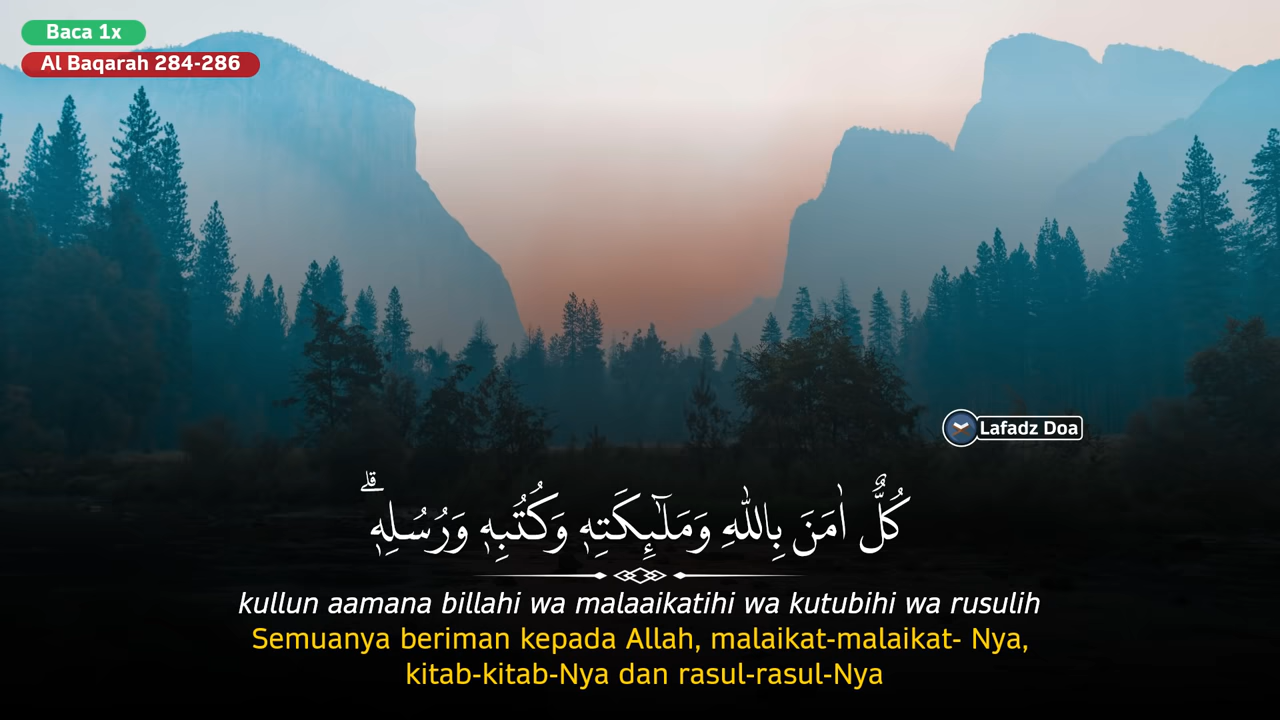 Baca 1x
Al Baqarah 284-286
Lafadz Doa
كُلٌّ اٰمَنَ بِاللّٰهِ وَمَلٰۤىِٕكَتِهٖ وَكُتُبِهٖ وَرُسُلِهٖۗ
kullun aamana billahi wa malaaikatihi wa kutubihi wa rusulih
Semuanya beriman kepada Allah, malaikat-malaikat- Nya,
kitab-kitab-Nya dan rasul-rasul-Nya